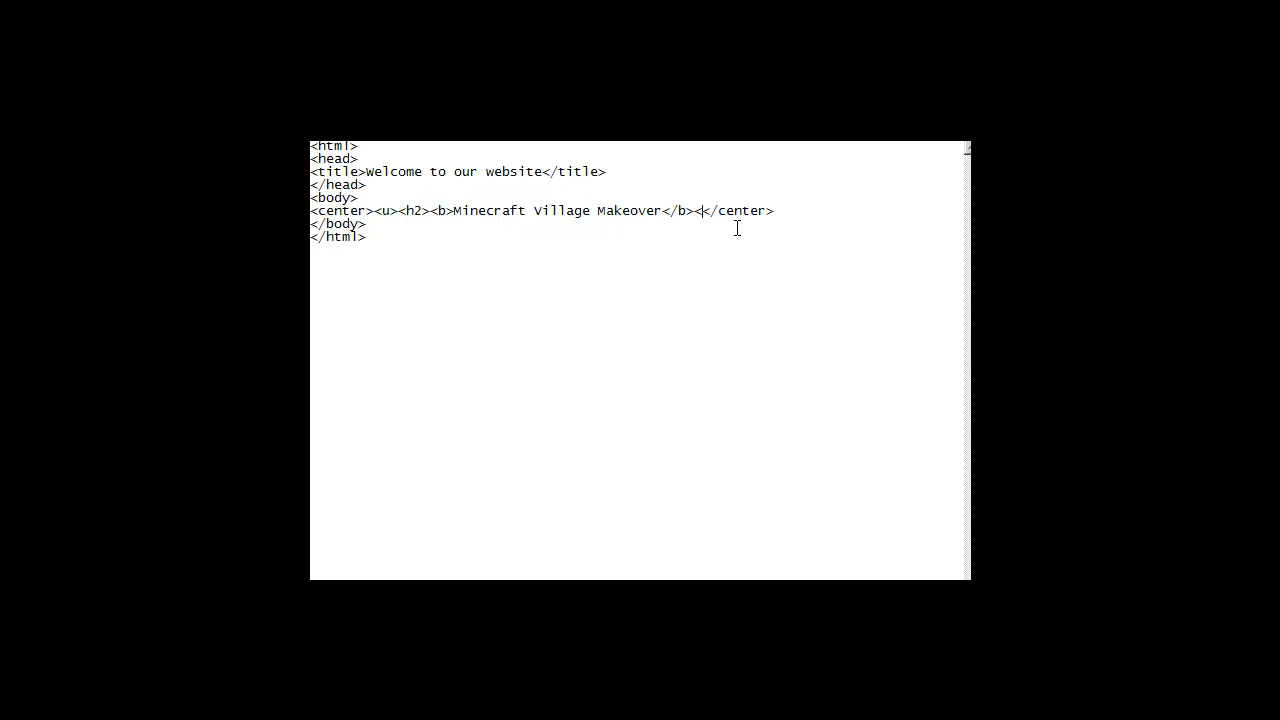 <html>
<head>
<title>Welcome to our website</title>
</head>
<body>
<center><u><h2><b>Minecraft Village Makeover</b><</center>
</body>
</html>